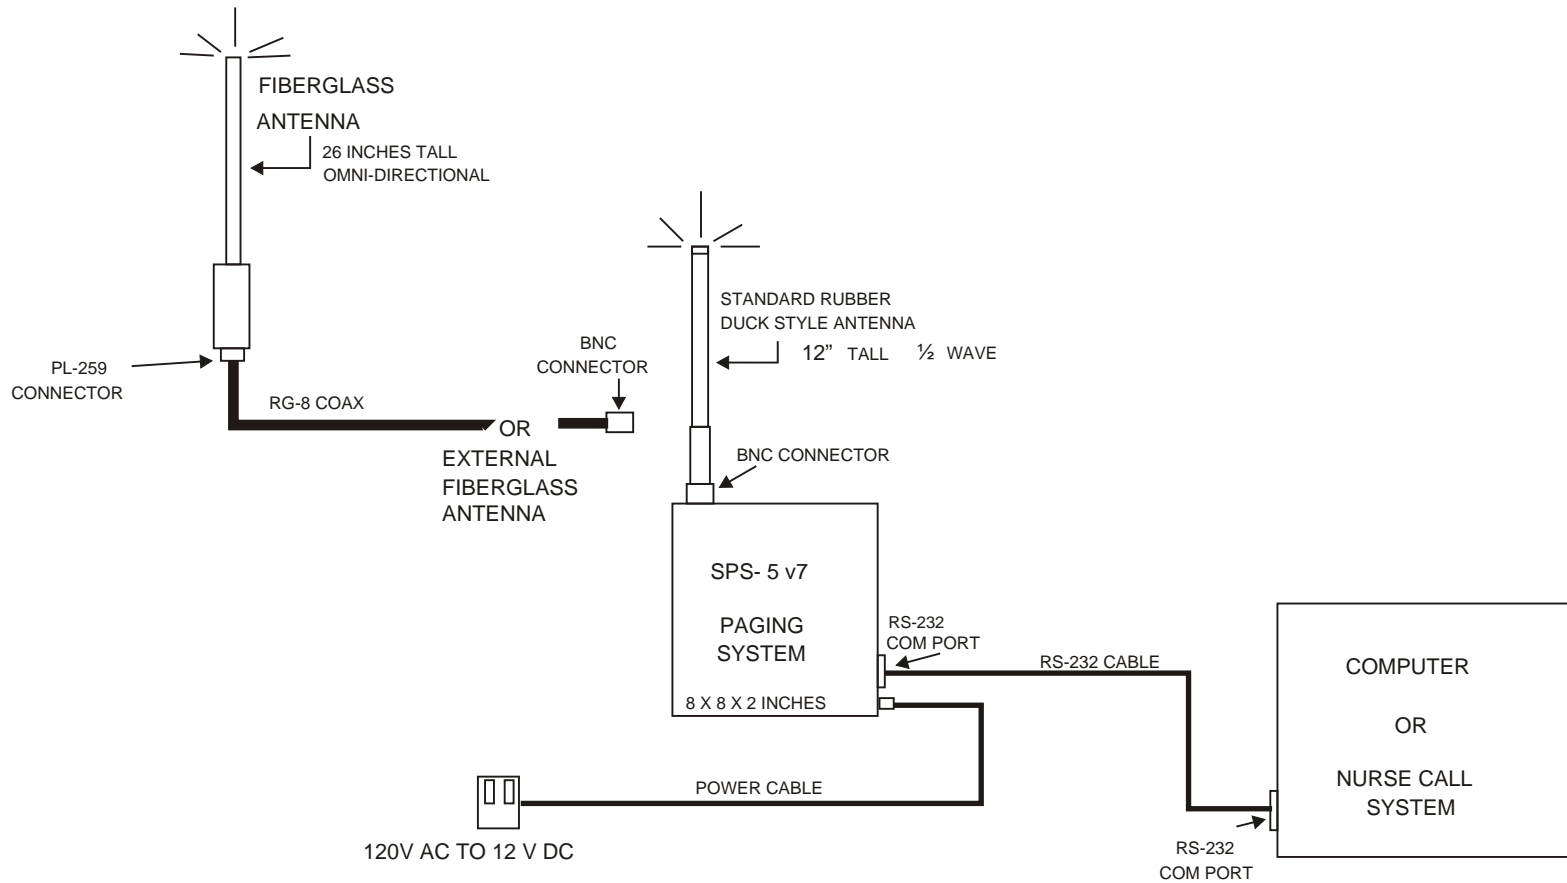 FIBERGLASS
ANTENNA
26 INCHES TALL
OMNI-DIRECTIONAL
PL-259
CONNECTOR
RG-8 COAX
OR
EXTERNAL
FIBERGLASS
ANTENNA
BNC
CONNECTOR
STANDARD RUBBER
DUCK STYLE ANTENNA
12” TALL ½ WAVE
BNC CONNECTOR
SPS- 5 v7
PAGING
SYSTEM
8 X 8 X 2 INCHES
RS-232
COM PORT
RS-232 CABLE
POWER CABLE
120V AC TO 12 V DC
COMPUTER
OR
NURSE CALL
SYSTEM
RS-232
COM PORT